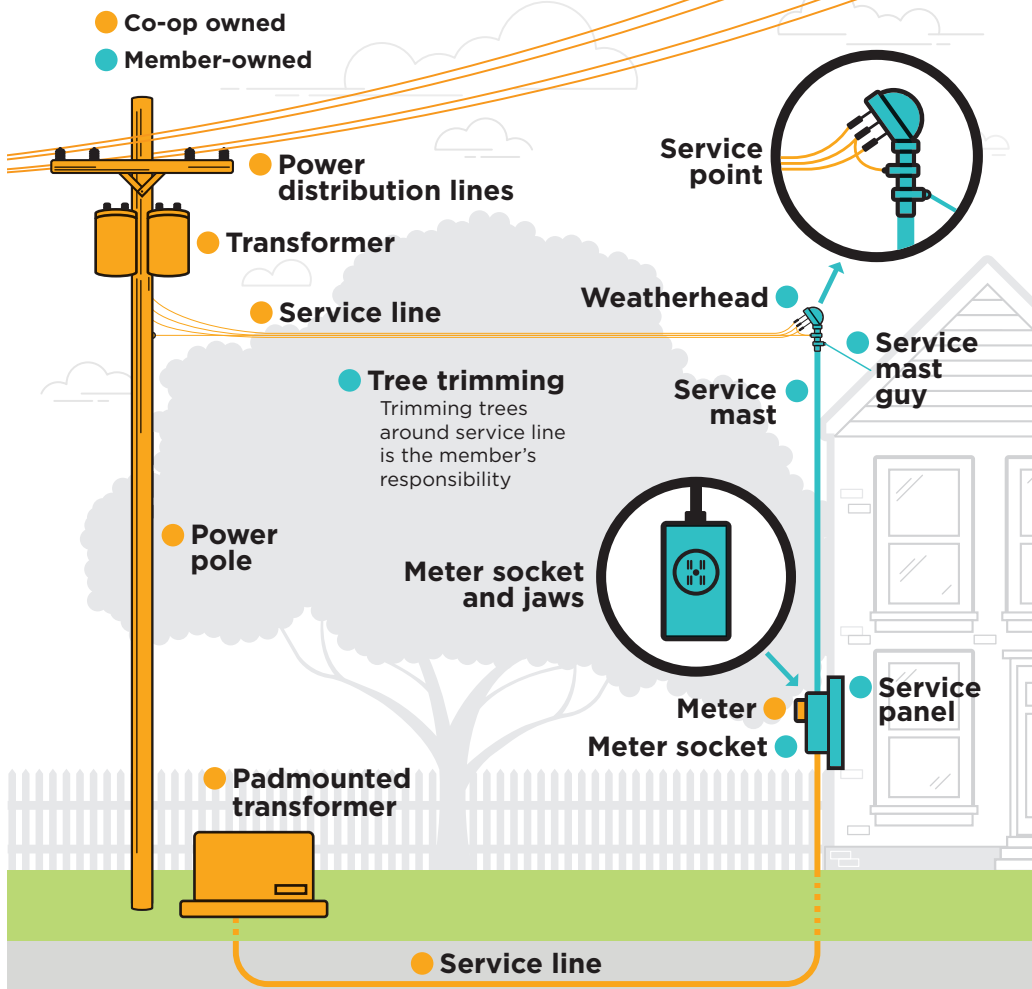 Co-op owned
Member-owned
Power
distribution lines
Service
point
Transformer
Weatherhead
Service line
Service
mast
guy
Tree trimming
Trimming trees
around service line
is the member’s
responsibility
Service
mast
Power
pole
Meter socket
and jaws
Service
panel
Meter
Meter socket
Padmounted
transformer
Service line